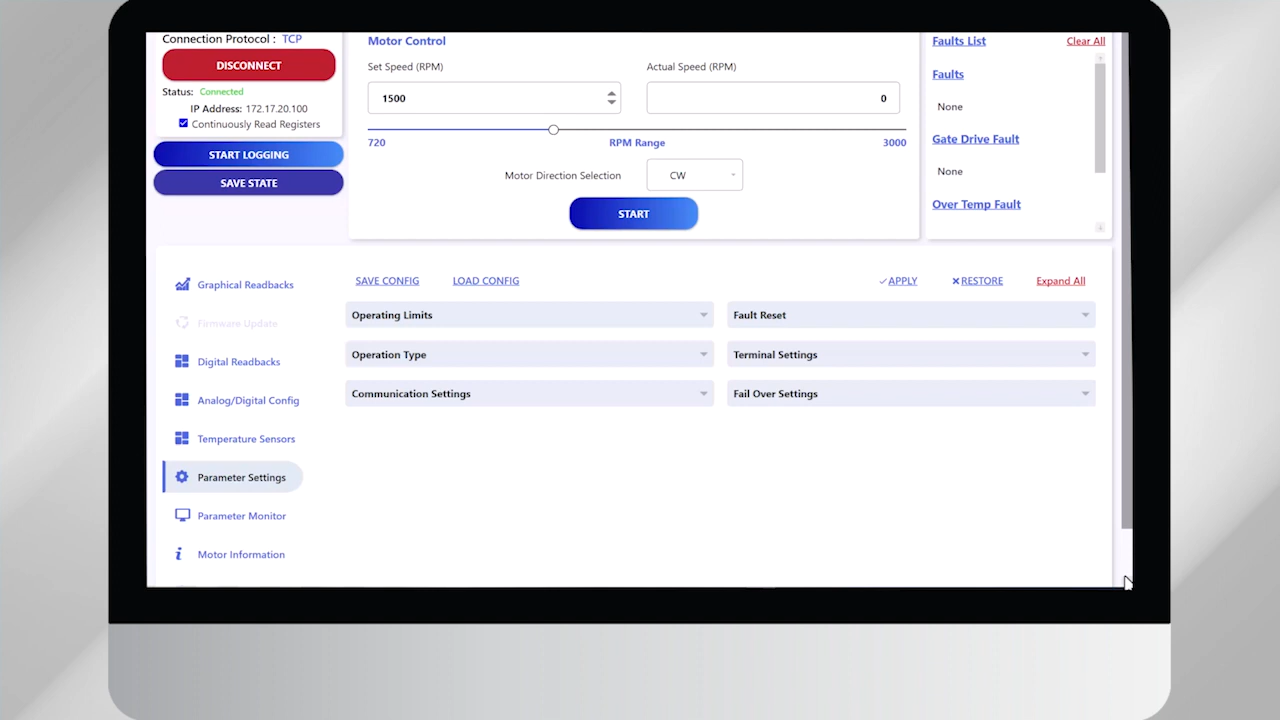 Connection Protocol : TCP
DISCONNECT
Status: Connected
IP Address: 172.17.20.100
Continuously Read Registers
START LOGGING
SAVE STATE
Motor Control
Set Speed (RPM)
Actual Speed (RPM)
1500
0
720
RPM Range
3000
Motor Direction Selection
CW
START
Faults List
Clear All
Faults
None
Gate Drive Fault
None
Over Temp Fault
Graphical Readbacks
Firmware Update
Digital Readbacks
Analog/Digital Config
Temperature Sensors
Parameter Settings
Parameter Monitor
Motor Information
SAVE CONFIG
LOAD CONFIG
APPLY
RESTORE
Expand All
Operating Limits
Fault Reset
Operation Type
Terminal Settings
Communication Settings
Fail Over Settings